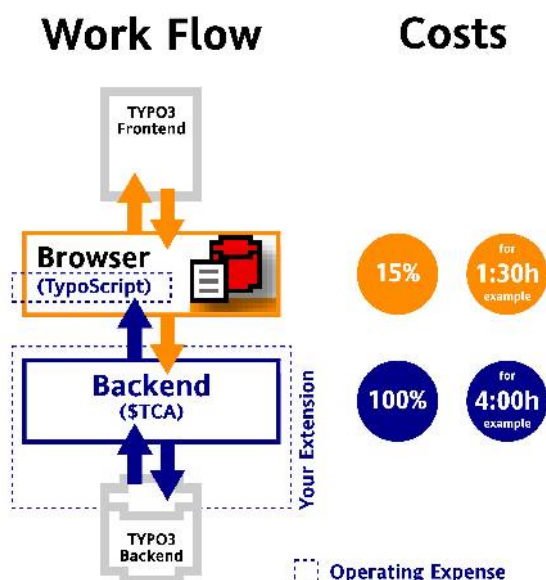 Work Flow
Costs
TYPO3
Frontend
Browser
(TypoScript)
15%
for
1:30h
example
Backend
($TCA)
100%
for
4:00h
example
Your Extension
TYPO3
Backend
Operating Expense